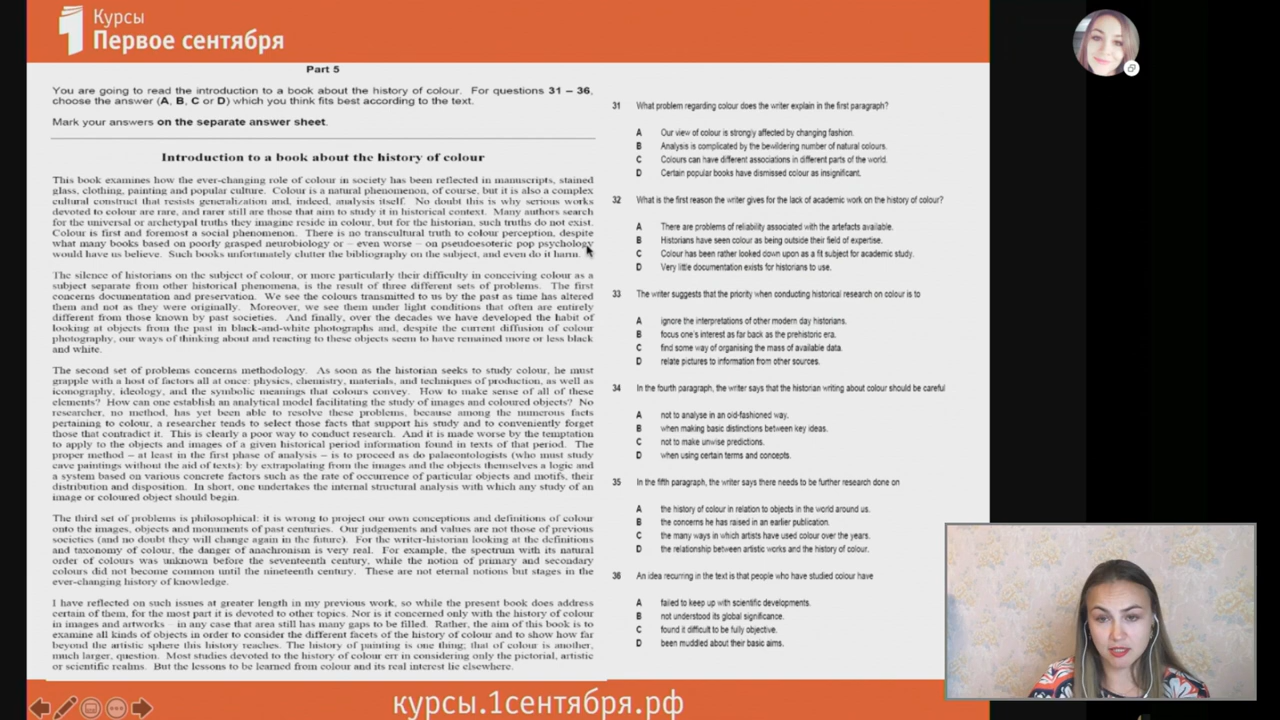 Курсы
Первое сентября
Part 5
You are going to read the introduction to a book about the history of colour. For questions 31 – 36,
choose the answer (A, B, C or D) which you think fits best according to the text.
Mark your answers on the separate answer sheet.
Introduction to a book about the history of colour
This book examines how the ever-changing role of colour in society has been reflected in manuscripts, stained
glass, clothing, painting and popular culture. Colour is a natural phenomenon, of course, but it is also a complex
cultural construct that resists generalization and, indeed, analysis itself. No doubt this is why serious works
devoted to colour are rare, and rarer still are those that aim to study it in historical context. Many authors search
for the universal or archetypal truths they imagine reside in colour, but for the historian, such truths do not exist.
Colour is first and foremost a social phenomenon. There is no transcultural truth to colour perception, despite
what many books based on poorly grasped neurobiology or – even worse – on pseudoesoteric pop psychology
would have us believe. Such books unfortunately clutter the bibliography on the subject, and even do it harm.
The silence of historians on the subject of colour, or more particularly their difficulty in conceiving colour as a
subject separate from other historical phenomena, is the result of three different sets of problems. The first
concerns documentation and preservation. We see the colours transmitted to us by the past as time has altered
them and not as they were originally. Moreover, we see them under light conditions that often are entirely
different from those known by past societies. And finally, over the decades we have developed the habit of
looking at objects from the past in black-and-white photographs and, despite the current diffusion of colour
photography, our ways of thinking about and reacting to these objects seem to have remained more or less black
and white.
The second set of problems concerns methodology. As soon as the historian seeks to study colour, he must
grapple with a host of factors all at once: physics, chemistry, materials, and techniques of production, as well as
iconography, ideology, and the symbolic meanings that colours convey. How to make sense of all of these
elements? How can one establish an analytical model facilitating the study of images and coloured objects? No
researcher, no method, has yet been able to resolve these problems, because among the numerous facts
pertaining to colour, a researcher tends to select those facts that support his study and to conveniently forget
those that contradict it. This is clearly a poor way to conduct research. And it is made worse by the temptation
to apply to the objects and images of a given historical period information found in texts of that period. The
proper method – at least in the first phase of analysis – is to proceed as do palaeontologists (who must study
cave paintings without the aid of texts): by extrapolating from the images and the objects themselves a logic and
a system based on various concrete factors such as the rate of occurrence of particular objects and motifs, their
distribution and disposition. In short, one undertakes the internal structural analysis with which any study of an
image or coloured object should begin.
The third set of problems is philosophical: it is wrong to project our own conceptions and definitions of colour
onto the images, objects and monuments of past centuries. Our judgements and values are not those of previous
societies (and no doubt they will change again in the future). For the writer-historian looking at the definitions
and taxonomy of colour, the danger of anachronism is very real. For example, the spectrum with its natural
order of colours was unknown before the seventeenth century, while the notion of primary and secondary
colours did not become common until the nineteenth century. These are not eternal notions but stages in the
ever-changing history of knowledge.
I have reflected on such issues at greater length in my previous work, so while the present book does address
certain of them, for the most part it is devoted to other topics. Nor is it concerned only with the history of colour
in images and artworks – in any case that area still has many gaps to be filled. Rather, the aim of this book is to
examine all kinds of objects in order to consider the different facets of the history of colour and to show how far
beyond the artistic sphere this history reaches. The history of painting is one thing; that of colour is another,
much larger, question. Most studies devoted to the history of colour err in considering only the pictorial, artistic
or scientific realms. But the lessons to be learned from colour and its real interest lie elsewhere.
31 What problem regarding colour does the writer explain in the first paragraph?
A Our view of colour is strongly affected by changing fashion.
B Analysis is complicated by the bewildering number of natural colours.
C Colours can have different associations in different parts of the world.
D Certain popular books have dismissed colour as insignificant.
32 What is the first reason the writer gives for the lack of academic work on the history of colour?
A There are problems of reliability associated with the artefacts available.
B Historians have seen colour as being outside their field of expertise.
C Colour has been rather looked down upon as a fit subject for academic study.
D Very little documentation exists for historians to use.
33 The writer suggests that the priority when conducting historical research on colour is to
A ignore the interpretations of other modern day historians.
B focus one's interest as far back as the prehistoric era.
C find some way of organising the mass of available data.
D relate pictures to information from other sources.
34 In the fourth paragraph, the writer says that the historian writing about colour should be careful
A not to analyse in an old-fashioned way.
B when making basic distinctions between key ideas.
C not to make unwise predictions.
D when using certain terms and concepts.
35 In the fifth paragraph, the writer says there needs to be further research done on
A the history of colour in relation to objects in the world around us.
B the concerns he has raised in an earlier publication.
C the many ways in which artists have used colour over the years.
D the relationship between artistic works and the history of colour.
36 An idea recurring in the text is that people who have studied colour have
A failed to keep up with scientific developments.
B not understood its global significance.
C found it difficult to be fully objective.
D been muddled about their basic aims.
курсы.1сентября.рф